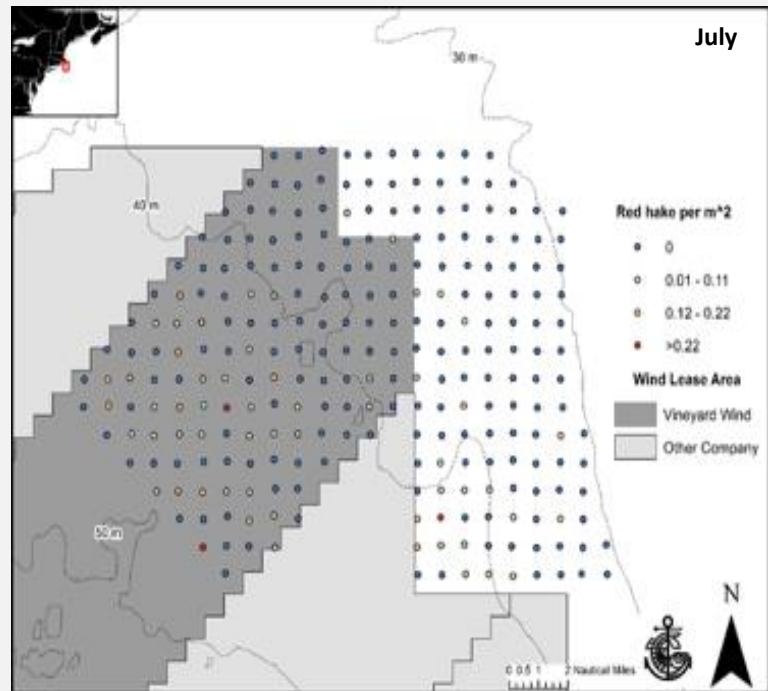 July
30 m
40 m
Red hake per m^2
0
0.01 - 0.11
0.12 - 0.22
>0.22
Wind Lease Area
Vineyard Wind
Other Company
50 m
N
0 0.5 1 2 Nautical Miles